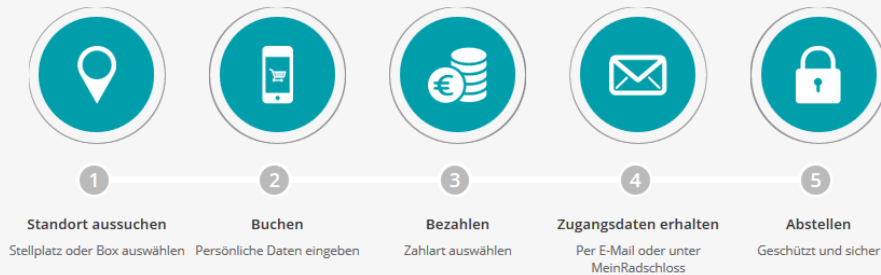 1 2 3 4 5
Standort aussuchen Buchen Bezahlen Zugangsdaten erhalten Abstellen
Stellplatz oder Box auswählen Persönliche Daten eingeben Zahlart auswählen Per E-Mail oder unter Geschützt und sicher
MeinRadschloss